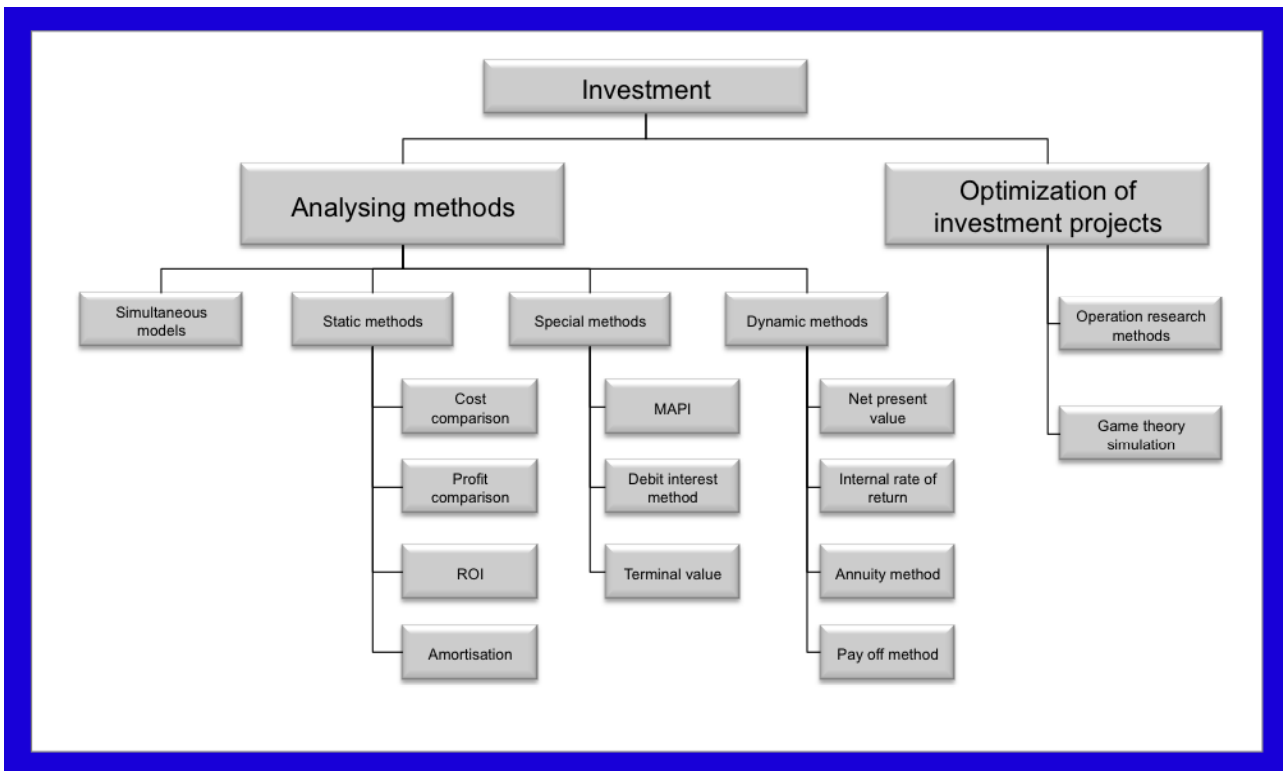 Investment
Analysing methods
Optimization of
investment projects
Simultaneous
models
Static methods
Special methods
Dynamic methods
Operation research
methods
Cost
comparison
MAPI
Net present
value
Game theory
simulation
Profit
comparison
Debit interest
method
Internal rate of
return
ROI
Terminal value
Annuity method
Amortisation
Pay off method